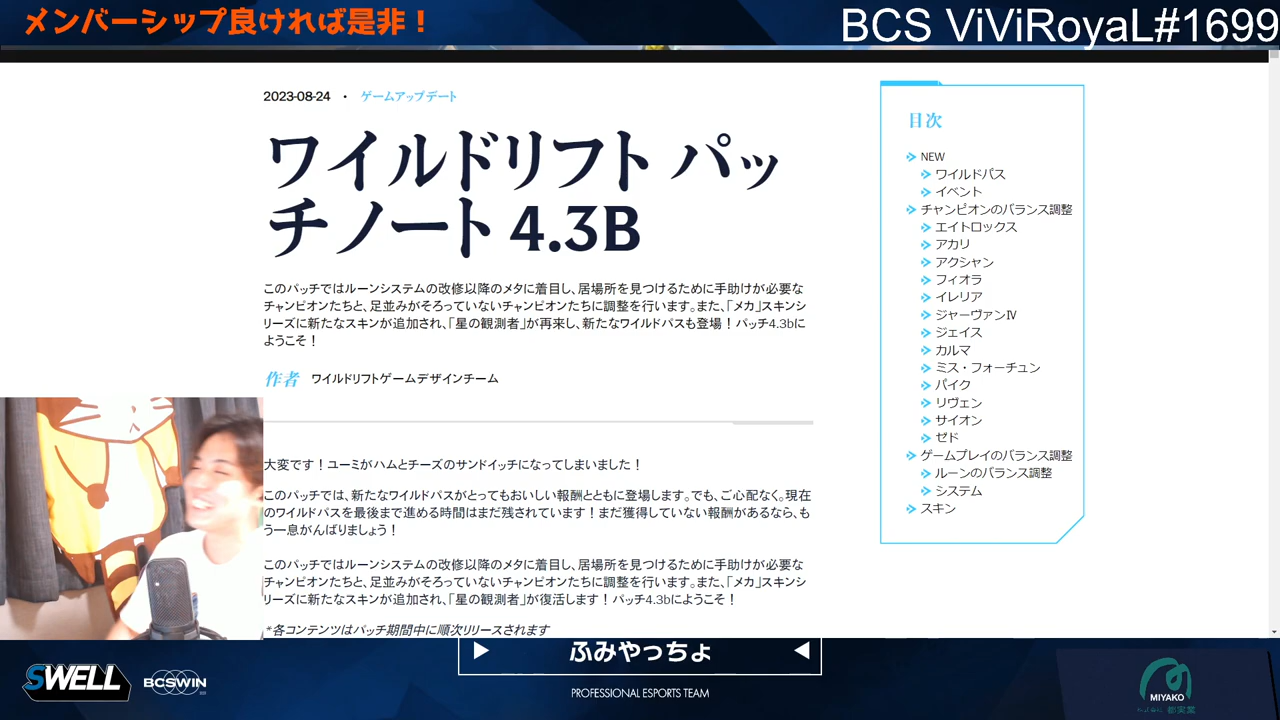 メンバーシップ良ければ是非！
BCS ViViRoyaL#1699
2023-08-24 ・ ゲームアップデート
ワイルドリフト パッ
チノート 4.3B
このパッチではルーンシステムの改修以降のメタに着目し、居場所を見つけるために手助けが必要な
チャンピオンたちと、足並みがそろっていないチャンピオンたちに調整を行います。また、「メカ」スキンシ
リーズに新たなスキンが追加され、「星の観測者」が再来し、新たなワイルドパスも登場！パッチ4.3bに
ようこそ！
作者 ワイルドリフトゲームデザインチーム
大変です！ユーミがハムとチーズのサンドイッチになってしまいました！
このパッチでは、新たなワイルドパスがとってもおいしい報酬とともに登場します。でも、ご心配なく。現在
のワイルドパスを最後まで進める時間はまだ残されています！まだ獲得していない報酬があるなら、も
う一息がんばりましょう！
このパッチではルーンシステムの改修以降のメタに着目し、居場所を見つけるために手助けが必要な
チャンピオンたちと、足並みがそろっていないチャンピオンたちに調整を行います。また、「メカ」スキンシ
リーズに新たなスキンが追加され、「星の観測者」が復活します！パッチ4.3bにようこそ！
*各コンテンツはパッチ期間中に順次リリースされます
目次
NEW
ワイルドパス
イベント
チャンピオンのバランス調整
エイトロックス
アカリ
アクシャン
フィオラ
イレリア
ジャーヴァンⅣ
ジェイス
カルマ
ミス・フォーチュン
パイク
リヴェン
サイオン
ゼド
ゲームプレイのバランス調整
ルーンのバランス調整
システム
スキン
ふみやっちょ
PROFESSIONAL ESPORTS TEAM
SWELL
BCSWIN
MIYAKO
都実業